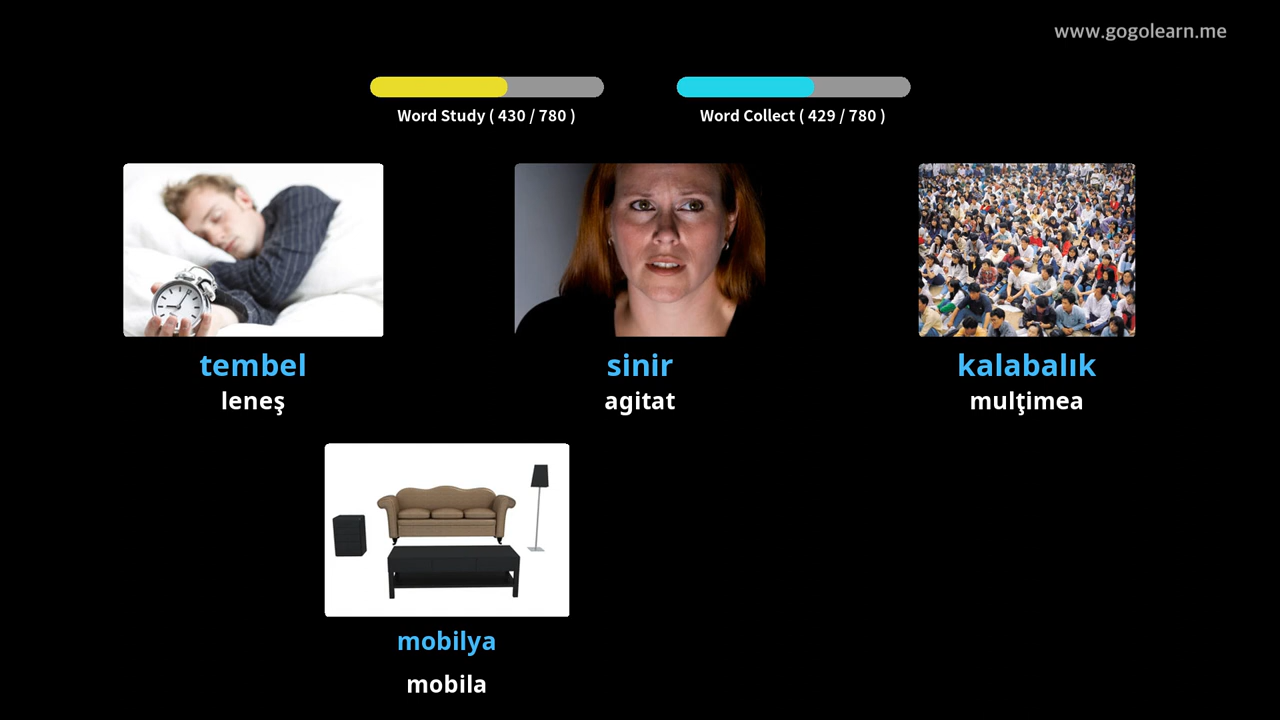 www.gogolearn.me
Word Study ( 430 / 780 )
Word Collect ( 429 / 780 )
tembel
leneş
sinir
agitat
kalabalık
mulţimea
mobilya
mobila